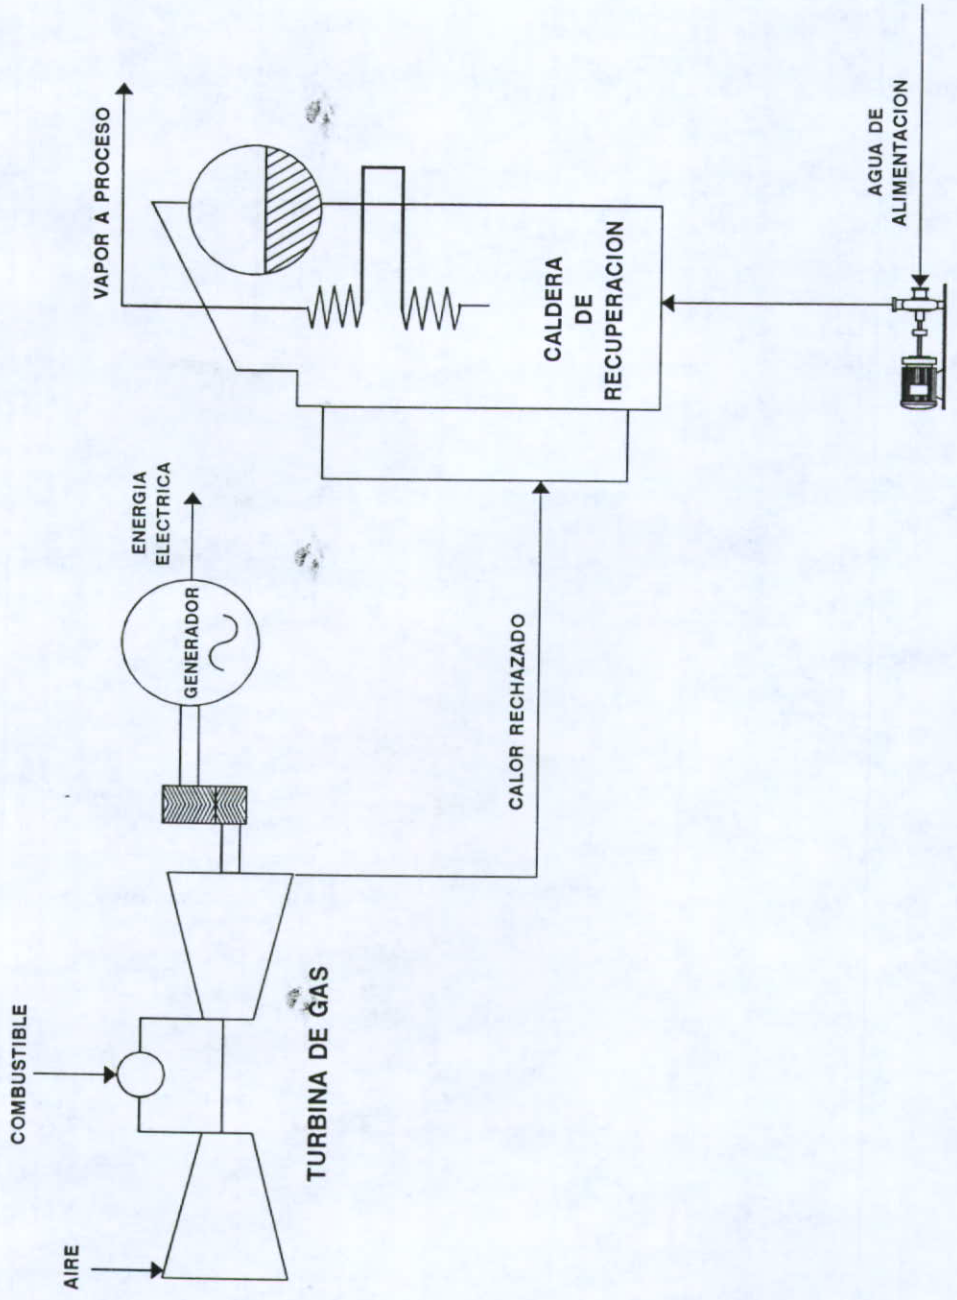 COMBUSTIBLE
AIRE
TURBINA DE GAS
GENERADOR
ENERGIA
ELECTRICA
CALOR RECHAZADO
VAPOR A PROCESO
CALDERA
DE
RECUPERACION
AGUA DE
ALIMENTACION